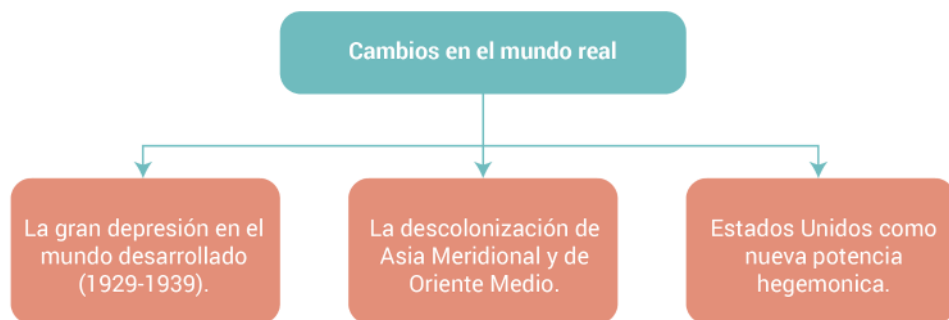 Cambios en el mundo real
La gran depresión en el
mundo desarrollado
(1929-1939).
La descolonización de
Asia Meridional y de
Oriente Medio.
Estados Unidos como
nueva potencia
hegemonica.